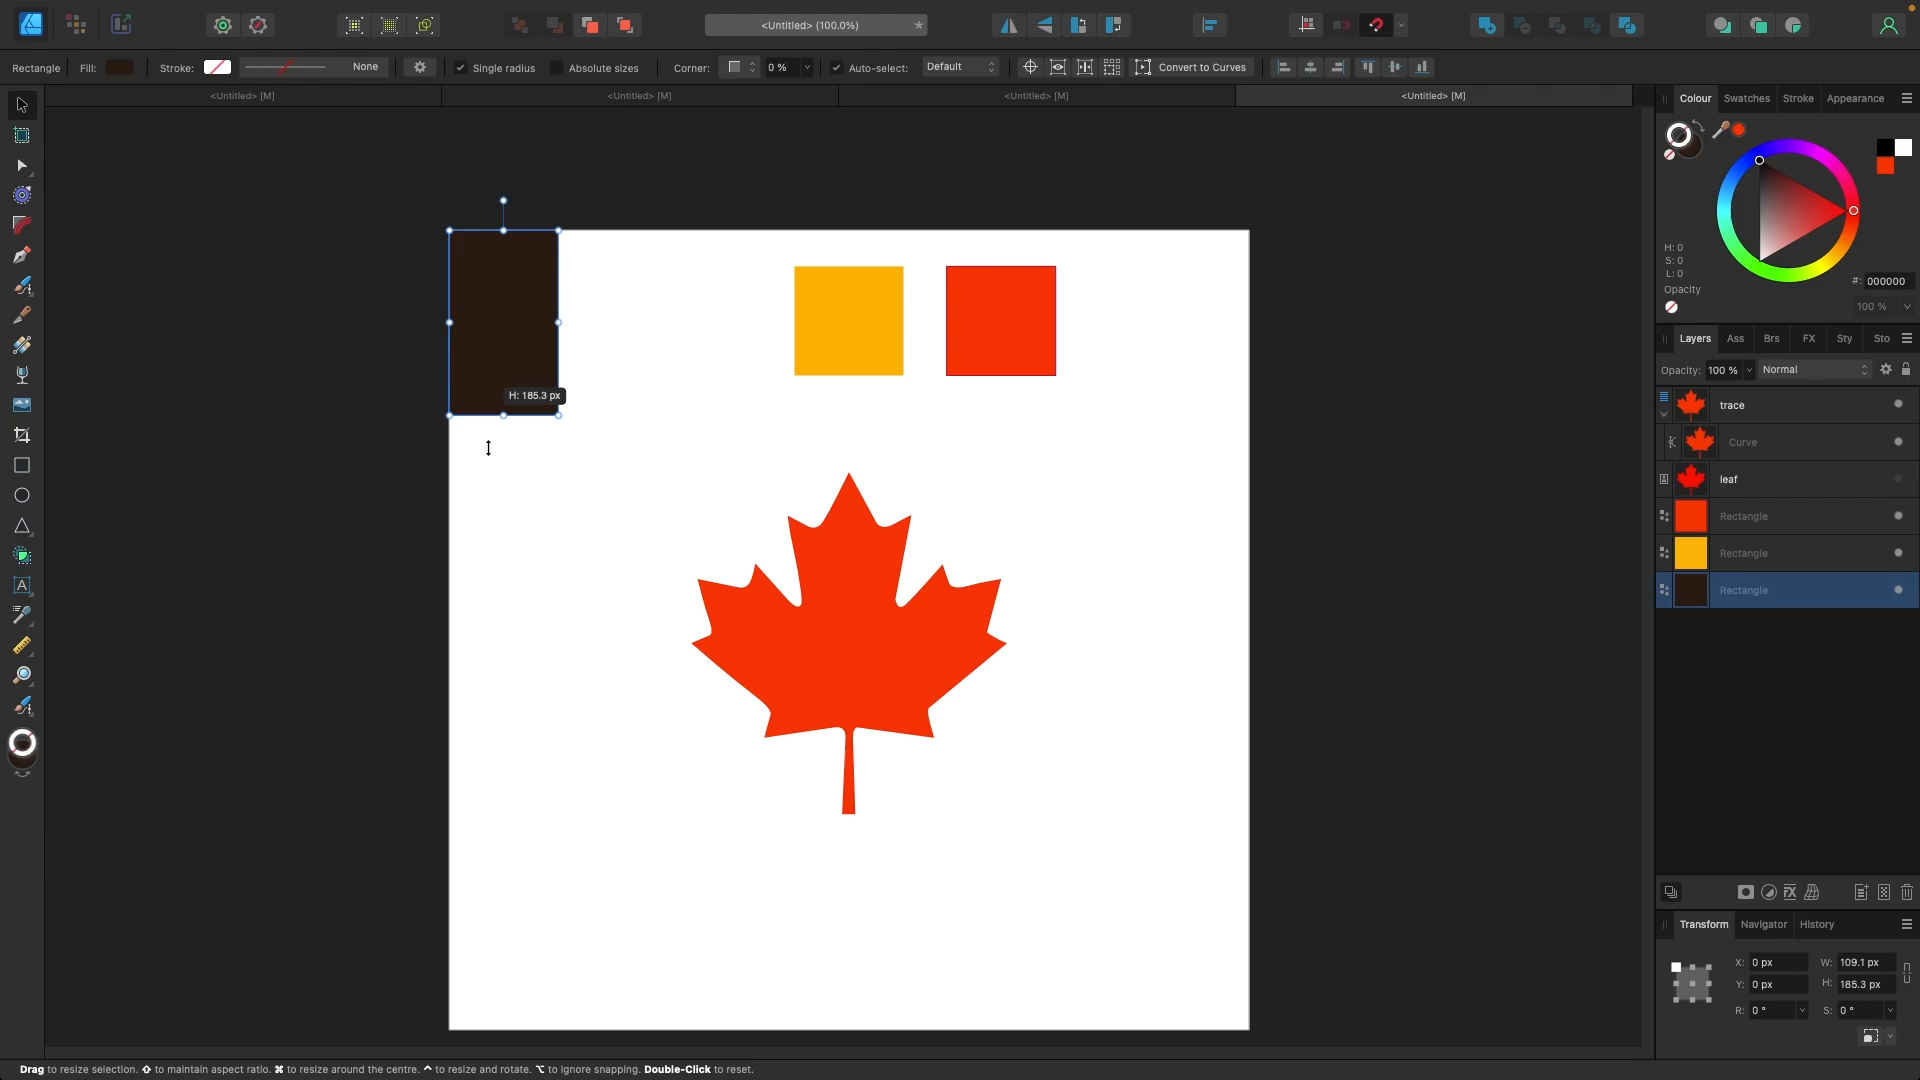 <Untitled> (100.0%)
*
Rectangle
Fill:
Stroke:
None
Single radius
Absolute sizes
Corner:
0 %
Auto-select:
Default
Convert to Curves
<Untitled> [M]
<Untitled> [M]
<Untitled> [M]
<Untitled> [M]
Colour
Swatches
Stroke
Appearance
H: 0
S: 0
L: 0
#: 000000
Opacity
100 %
Layers
Ass
Brs
FX
Sty
Sto
Opacity: 100 %
Normal
trace
Curve
leaf
Rectangle
Rectangle
Rectangle
H: 185.3 px
Transform
Navigator
History
X: 0 px
W: 109.1 px
Y: 0 px
H: 185.3 px
R: 0 °
S: 0 °
Drag to resize selection. ⇧ to maintain aspect ratio. ⌘ to resize around the centre. ^ to resize and rotate. ⌥ to ignore snapping. Double-Click to reset.